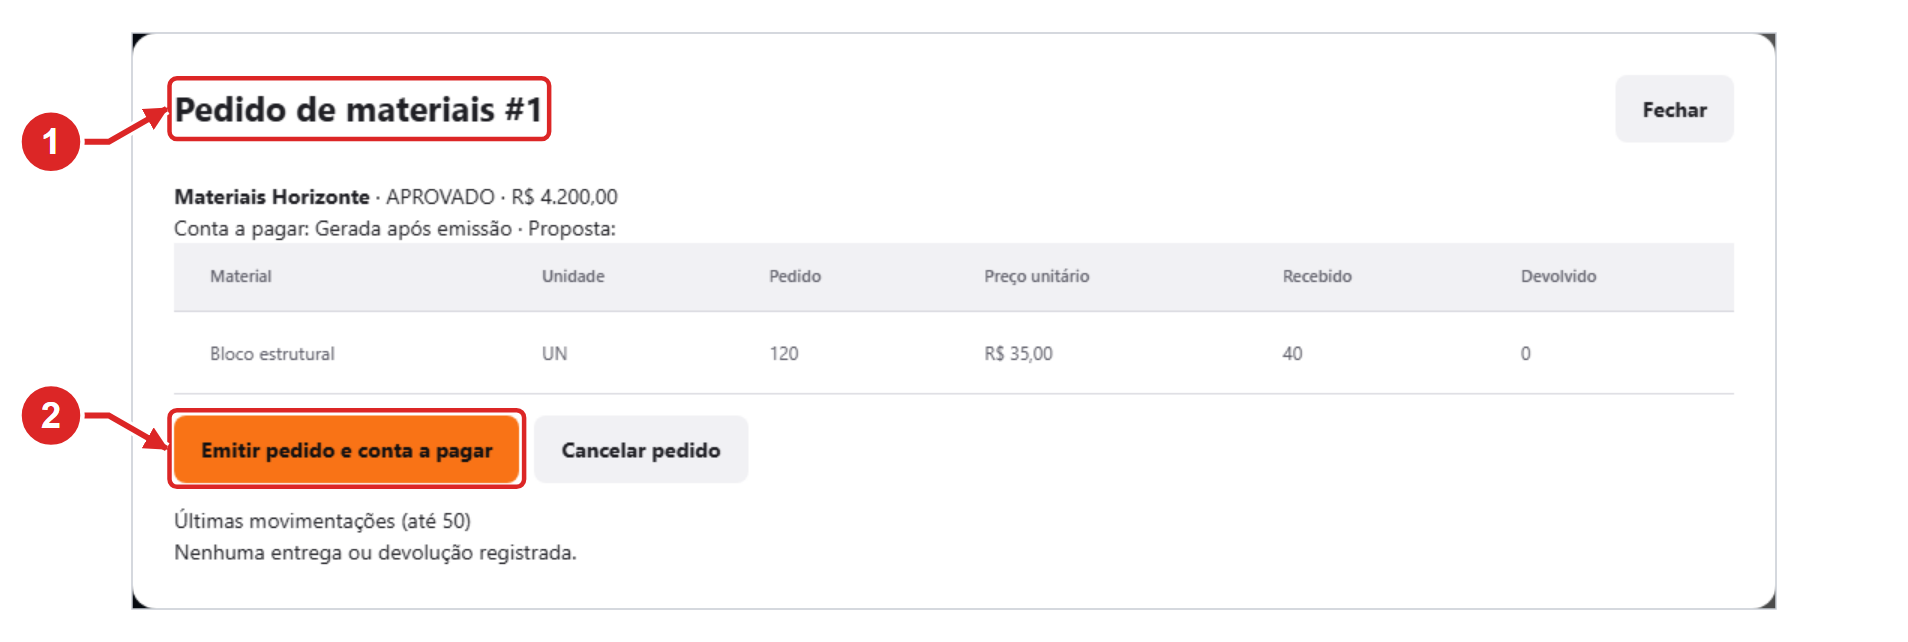 1
Pedido de materiais #1
Fechar
Materiais Horizonte · APROVADO · R$ 4.200,00
Conta a pagar: Gerada após emissão · Proposta:
Material Unidade Pedido Preço unitário Recebido Devolvido
Bloco estrutural UN 120 R$ 35,00 40 0
2
Emitir pedido e conta a pagar
Cancelar pedido
Últimas movimentações (até 50)
Nenhuma entrega ou devolução registrada.